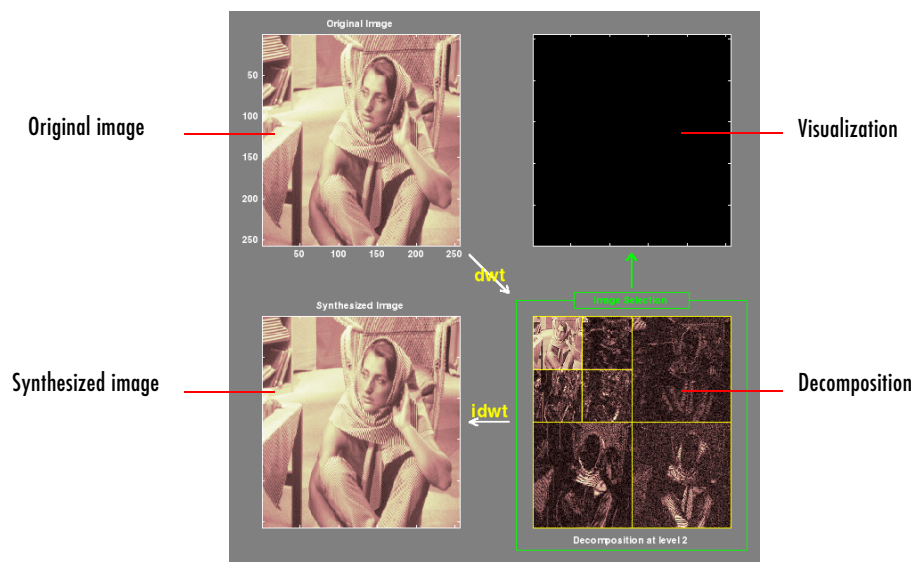 Original Image
50
100
150
200
250
50 100 150 200 250
Original image
Visualization
dwt
Image Selection
Synthesized Image
Synthesized image
idwt
Decomposition
Decomposition at level 2